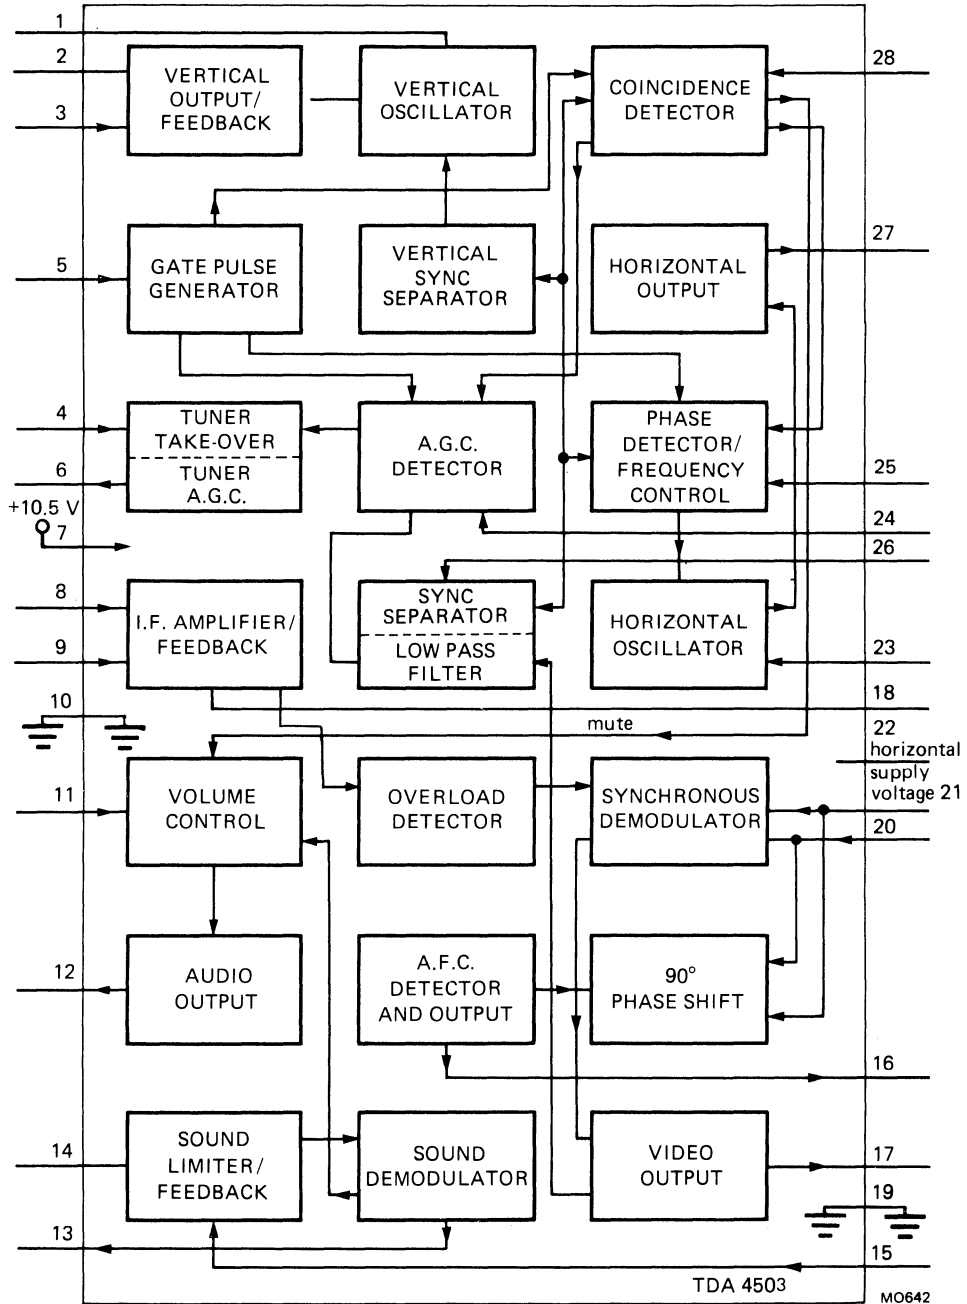 1
2
3
VERTICAL
OUTPUT/
FEEDBACK
VERTICAL
OSCILLATOR
COINCIDENCE
DETECTOR
28
27
5
GATE PULSE
GENERATOR
VERTICAL
SYNC
SEPARATOR
HORIZONTAL
OUTPUT
4
6
TUNER
TAKE-OVER
TUNER
A.G.C.
A.G.C.
DETECTOR
PHASE
DETECTOR/
FREQUENCY
CONTROL
25
24
26
+10.5 V
7
8
9
I.F. AMPLIFIER/
FEEDBACK
SYNC
SEPARATOR
LOW PASS
FILTER
HORIZONTAL
OSCILLATOR
23
18
10
mute
22
horizontal
supply
voltage 21
20
11
VOLUME
CONTROL
OVERLOAD
DETECTOR
SYNCHRONOUS
DEMODULATOR
12
AUDIO
OUTPUT
A.F.C.
DETECTOR
AND OUTPUT
90°
PHASE SHIFT
16
14
SOUND
LIMITER/
FEEDBACK
SOUND
DEMODULATOR
VIDEO
OUTPUT
17
19
13
15
TDA 4503
MO642